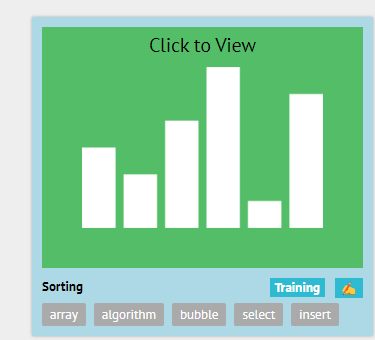 Click to View
Sorting Training ✍
array algorithm bubble select insert